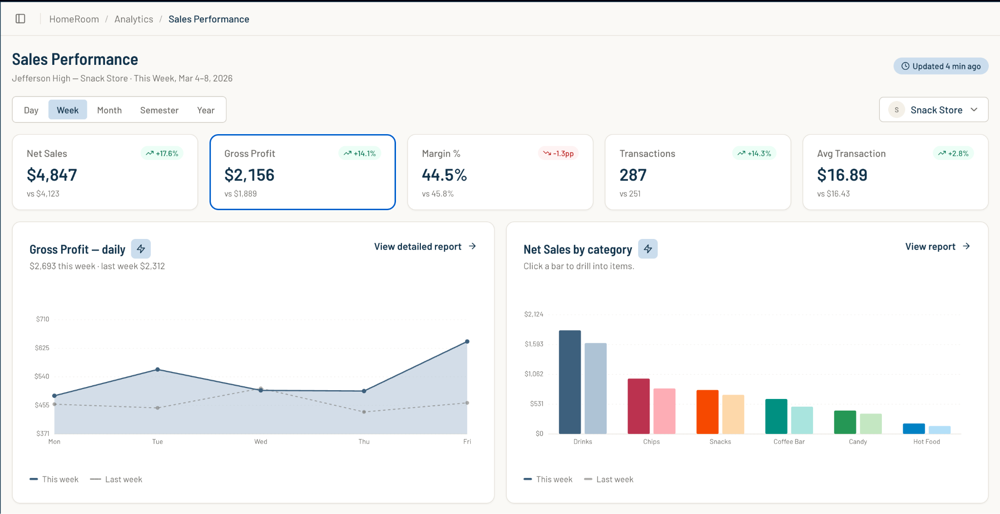 HomeRoom / Analytics / Sales Performance
Sales Performance
Jefferson High — Snack Store · This Week, Mar 4–8, 2026
Updated 4 min ago
Day Week Month Semester Year
S Snack Store
Net Sales +17.6%
$4,847
vs $4,123
Gross Profit +14.1%
$2,156
vs $1,889
Margin % -1.3pp
44.5%
vs 45.8%
Transactions +14.3%
287
vs 251
Avg Transaction +2.8%
$16.89
vs $16.43
Gross Profit — daily
View detailed report →
$2,693 this week · last week $2,312
$710
$625
$540
$455
$371
Mon Tue Wed Thu Fri
This week Last week
Net Sales by category
View report →
Click a bar to drill into items.
$2,124
$1,593
$1,062
$531
$0
Drinks Chips Snacks Coffee Bar Candy Hot Food
This week Last week